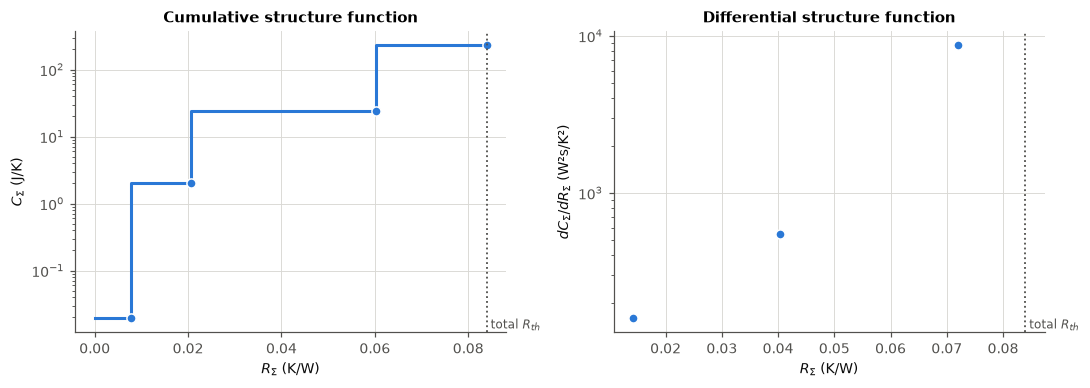 Cumulative structure function
C_Σ (J/K)
10²
10¹
10⁰
10⁻¹
0.00 0.02 0.04 0.06 0.08
R_Σ (K/W)
total R_th
Differential structure function
dC_Σ/dR_Σ (W²s/K²)
10⁴
10³
0.02 0.03 0.04 0.05 0.06 0.07 0.08
R_Σ (K/W)
total R_th